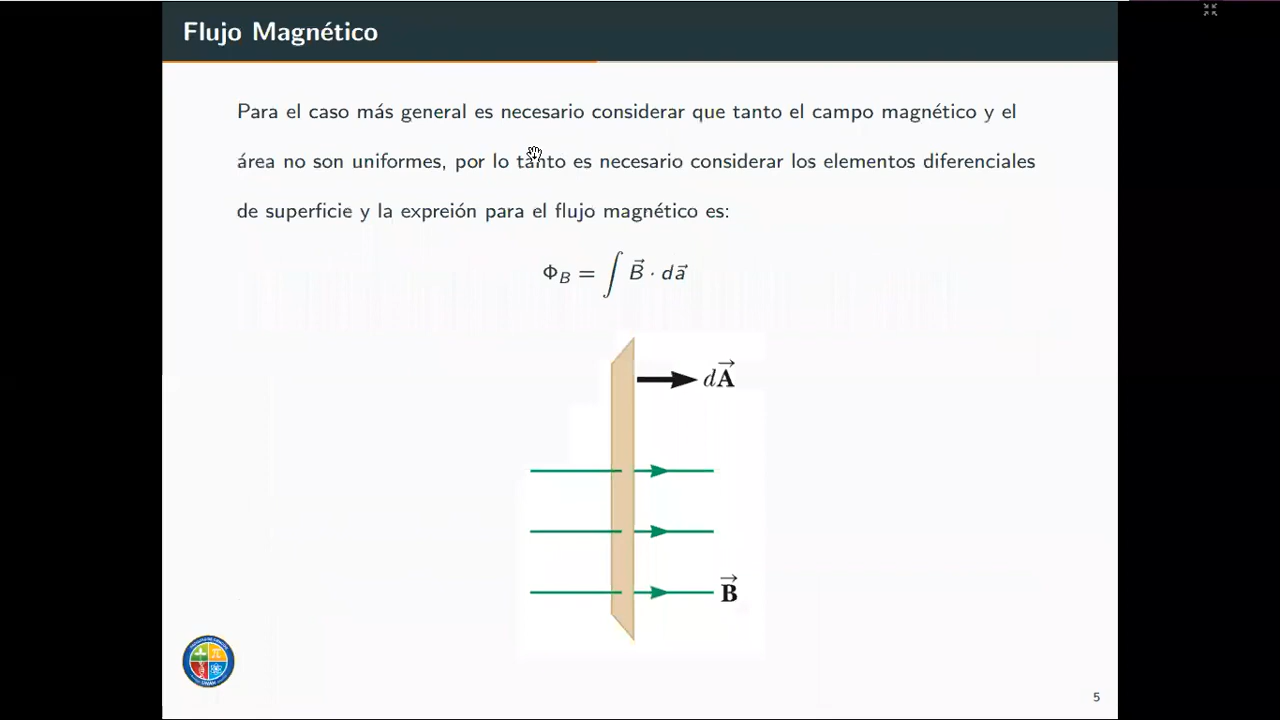 Flujo Magnético
Para el caso más general es necesario considerar que tanto el campo magnético y el
área no son uniformes, por lo tanto es necesario considerar los elementos diferenciales
de superficie y la expreión para el flujo magnético es:
Φ_B = ∫ B⃗ · da⃗
dA⃗
B⃗
5